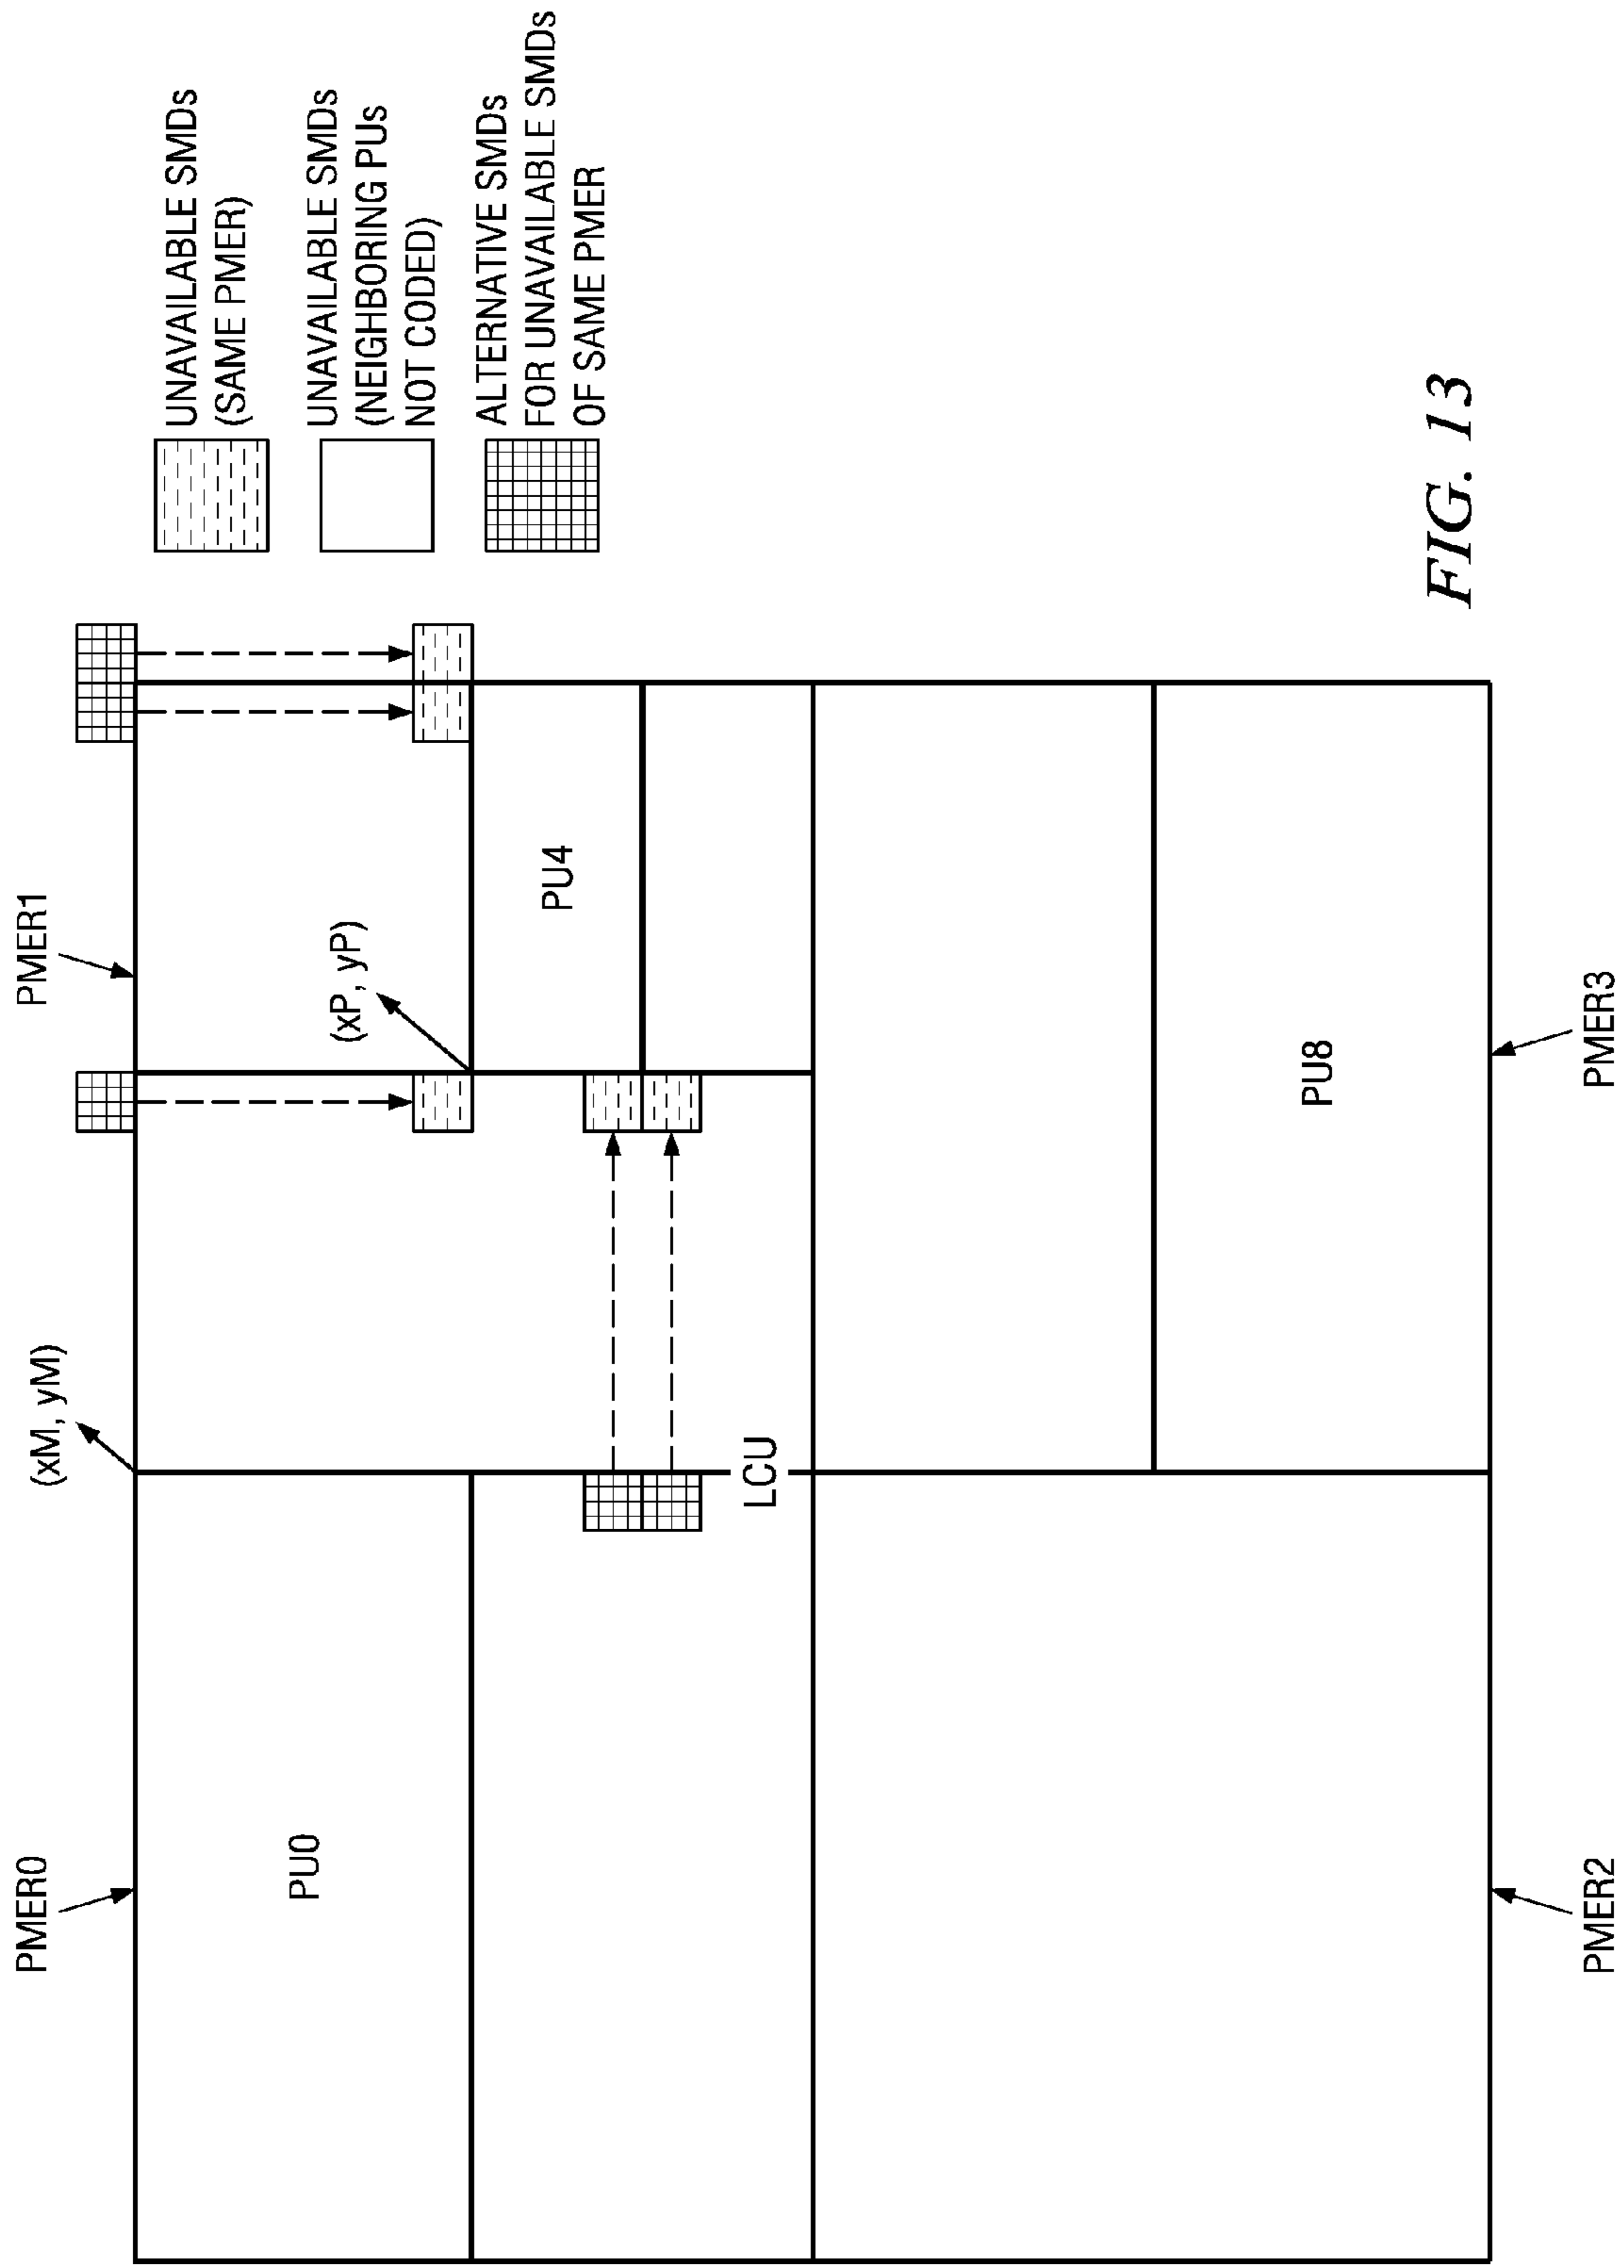 PMER0
(xM, yM)
PMER1
PU0
(xP, yP)
PU4
LCU
PU8
PMER2
PMER3
UNAVAILABLE SMDs
(SAME PMER)
UNAVAILABLE SMDs
(NEIGHBORING PUs
NOT CODED)
ALTERNATIVE SMDs
FOR UNAVAILABLE SMDs
OF SAME PMER
FIG. 13